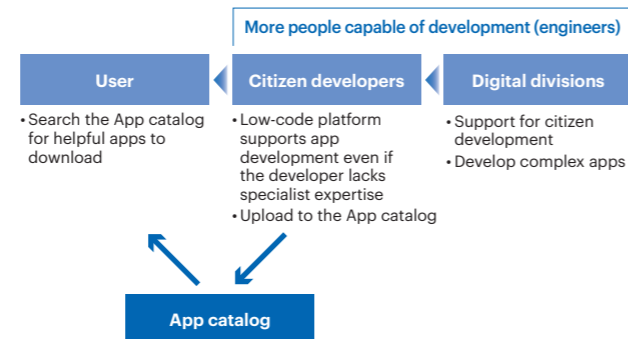 More people capable of development (engineers)
User
• Search the App catalog
for helpful apps to
download
Citizen developers
• Low-code platform
supports app
development even if
the developer lacks
specialist expertise
• Upload to the App catalog
Digital divisions
• Support for citizen
development
• Develop complex apps
App catalog